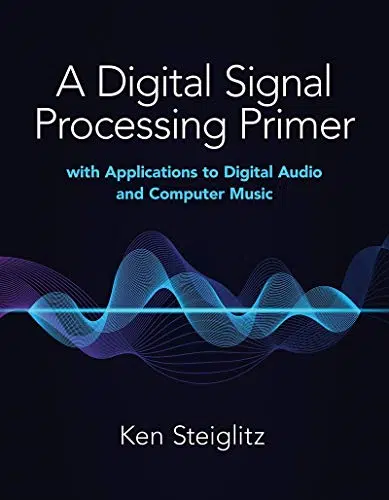 A Digital Signal
Processing Primer
with Applications to Digital Audio
and Computer Music
Ken Steiglitz